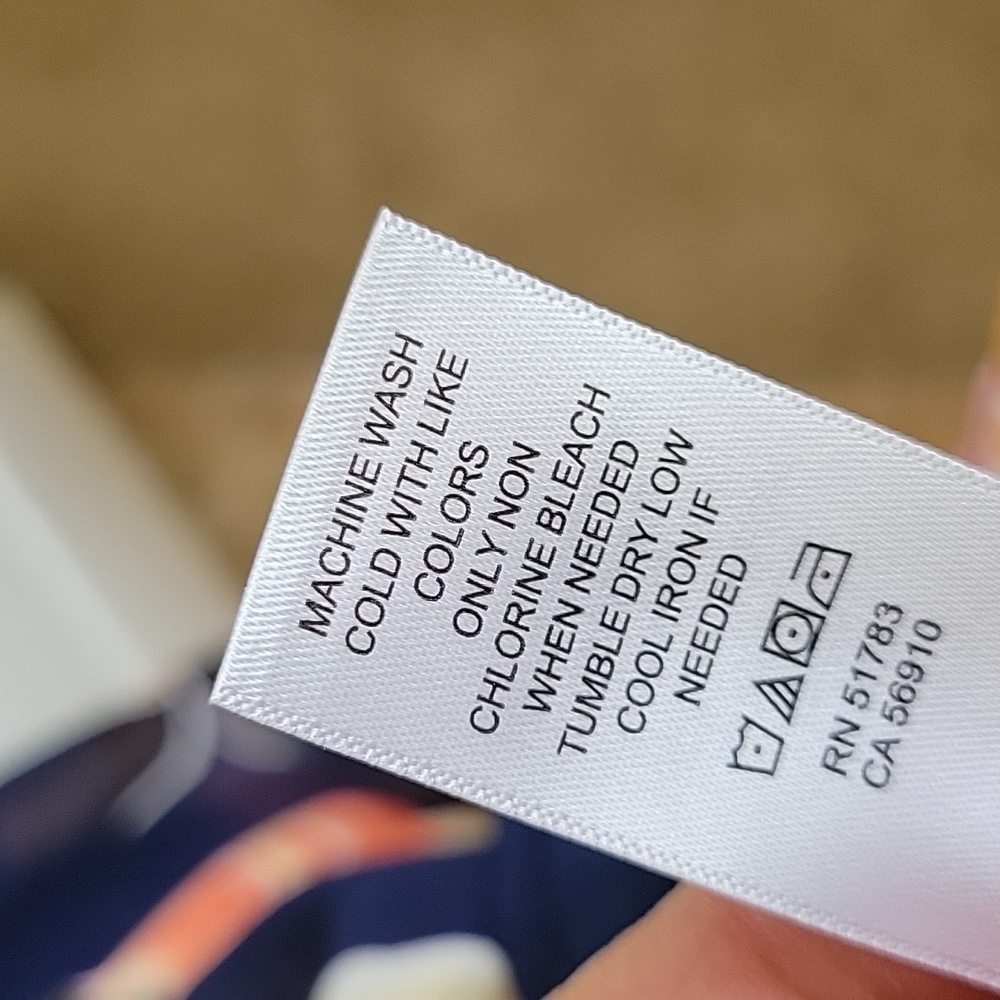 MACHINE WASH
COLD WITH LIKE
COLORS
ONLY NON
CHLORINE BLEACH
WHEN NEEDED
TUMBLE DRY LOW
COOL IRON IF
NEEDED
RN 51783
CA 56910